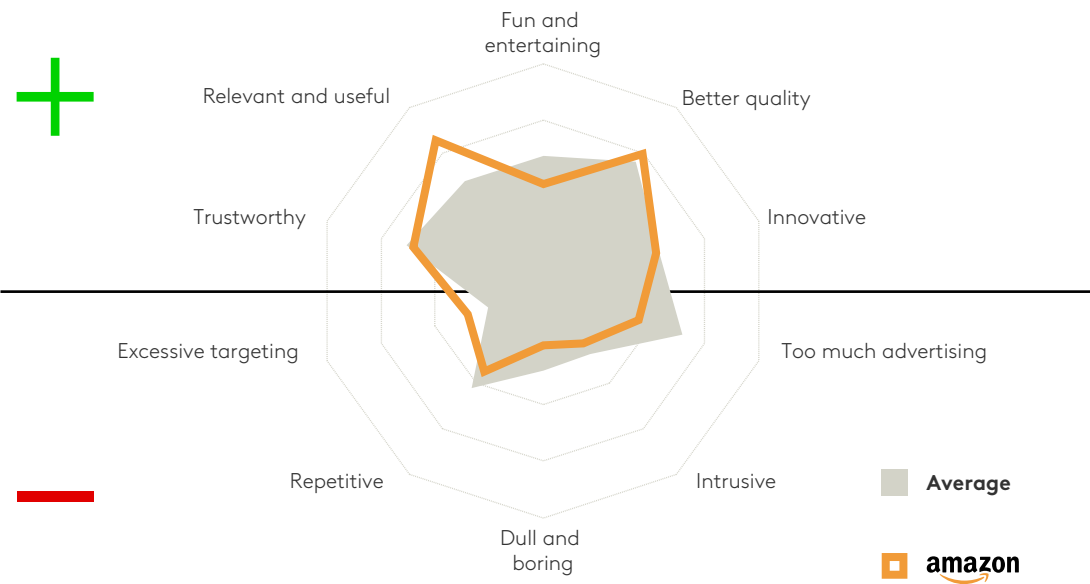 Fun and
entertaining
Relevant and useful
Better quality
Trustworthy
Innovative
Excessive targeting
Too much advertising
Repetitive
Intrusive
Average
Dull and
boring
amazon